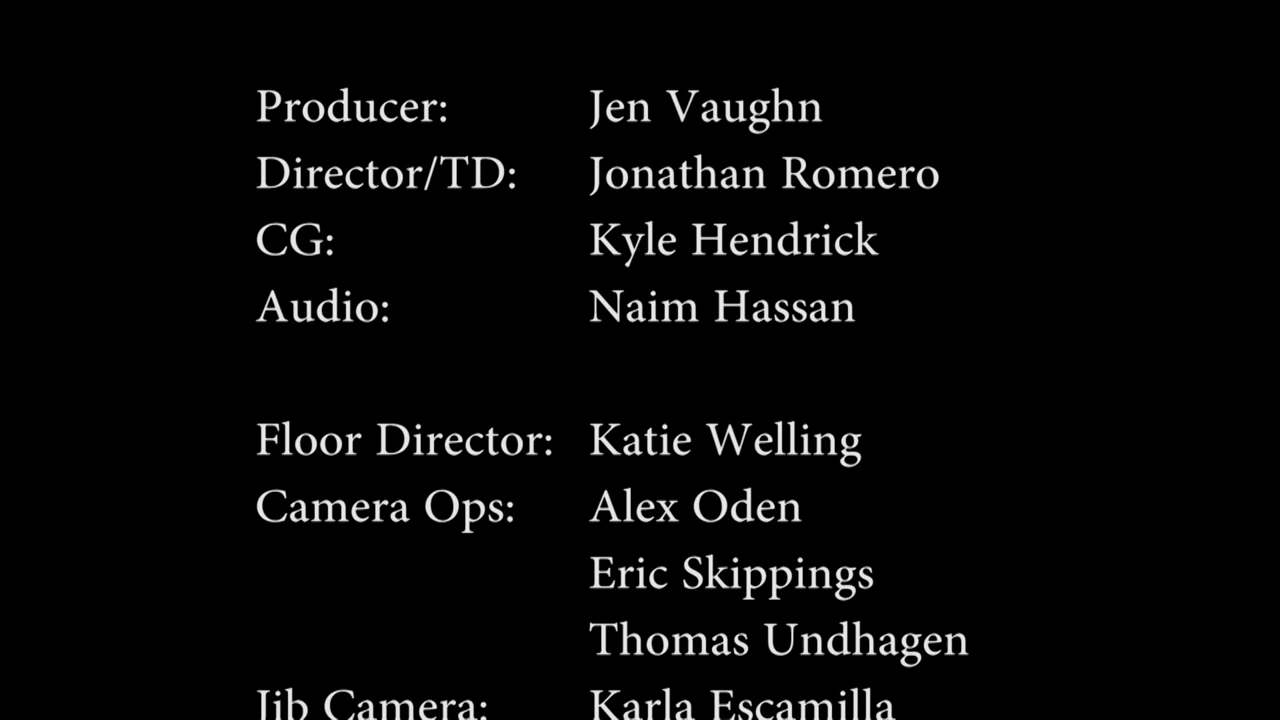 Producer: Jen Vaughn
Director/TD: Jonathan Romero
CG: Kyle Hendrick
Audio: Naim Hassan
Floor Director: Katie Welling
Camera Ops: Alex Oden
Eric Skippings
Thomas Undhagen
Jib Camera: Karla Escamilla